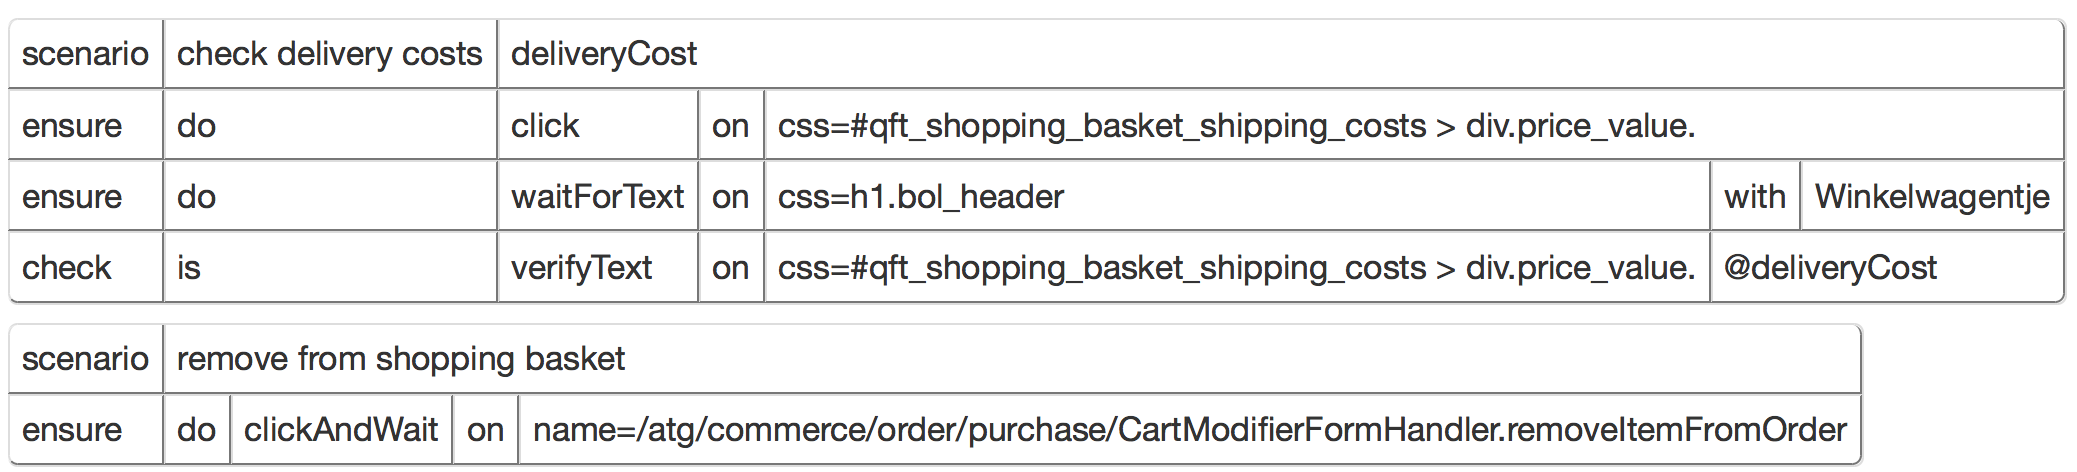 scenario check delivery costs deliveryCost
ensure do click on css=#qft_shopping_basket_shipping_costs > div.price_value.
ensure do waitForText on css=h1.bol_header with Winkelwagentje
check is verifyText on css=#qft_shopping_basket_shipping_costs > div.price_value. @deliveryCost
scenario remove from shopping basket
ensure do clickAndWait on name=/atg/commerce/order/purchase/CartModifierFormHandler.removeItemFromOrder